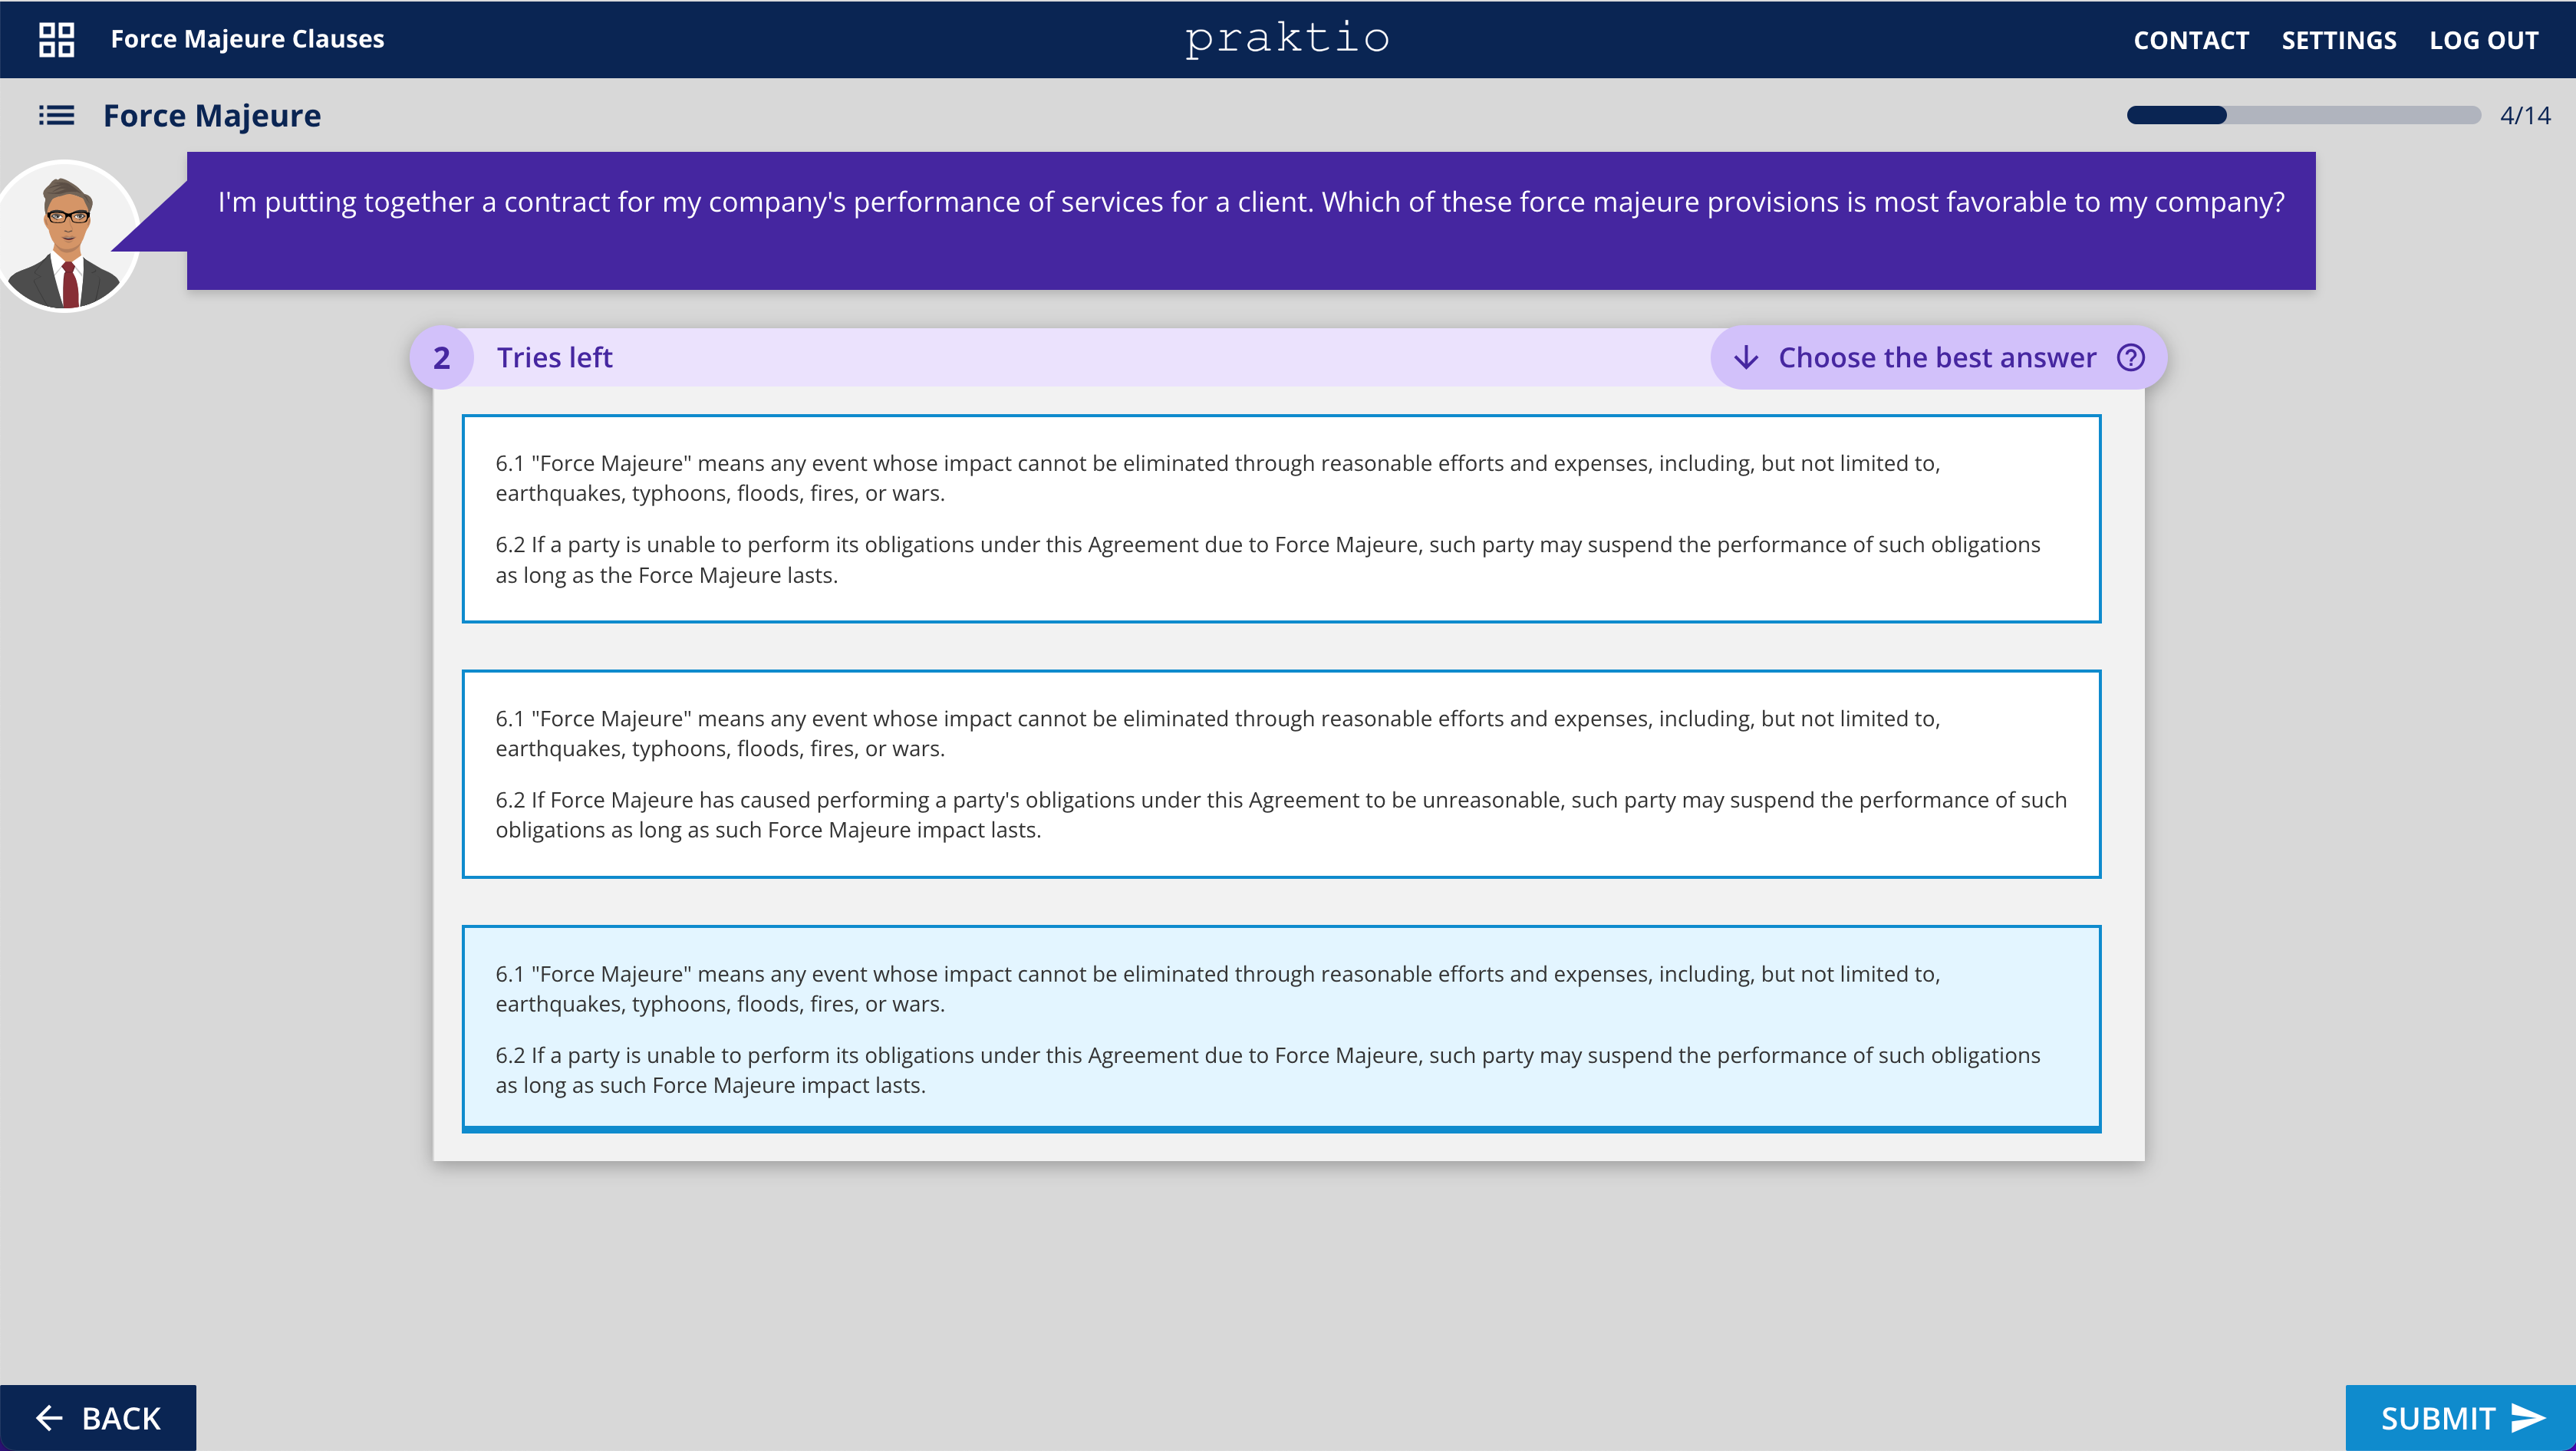 Force Majeure Clauses
praktio
CONTACT SETTINGS LOG OUT
Force Majeure
4/14
I'm putting together a contract for my company's performance of services for a client. Which of these force majeure provisions is most favorable to my company?
2 Tries left
Choose the best answer
6.1 "Force Majeure" means any event whose impact cannot be eliminated through reasonable efforts and expenses, including, but not limited to,
earthquakes, typhoons, floods, fires, or wars.
6.2 If a party is unable to perform its obligations under this Agreement due to Force Majeure, such party may suspend the performance of such obligations
as long as the Force Majeure lasts.
6.1 "Force Majeure" means any event whose impact cannot be eliminated through reasonable efforts and expenses, including, but not limited to,
earthquakes, typhoons, floods, fires, or wars.
6.2 If Force Majeure has caused performing a party's obligations under this Agreement to be unreasonable, such party may suspend the performance of such
obligations as long as such Force Majeure impact lasts.
6.1 "Force Majeure" means any event whose impact cannot be eliminated through reasonable efforts and expenses, including, but not limited to,
earthquakes, typhoons, floods, fires, or wars.
6.2 If a party is unable to perform its obligations under this Agreement due to Force Majeure, such party may suspend the performance of such obligations
as long as such Force Majeure impact lasts.
BACK
SUBMIT